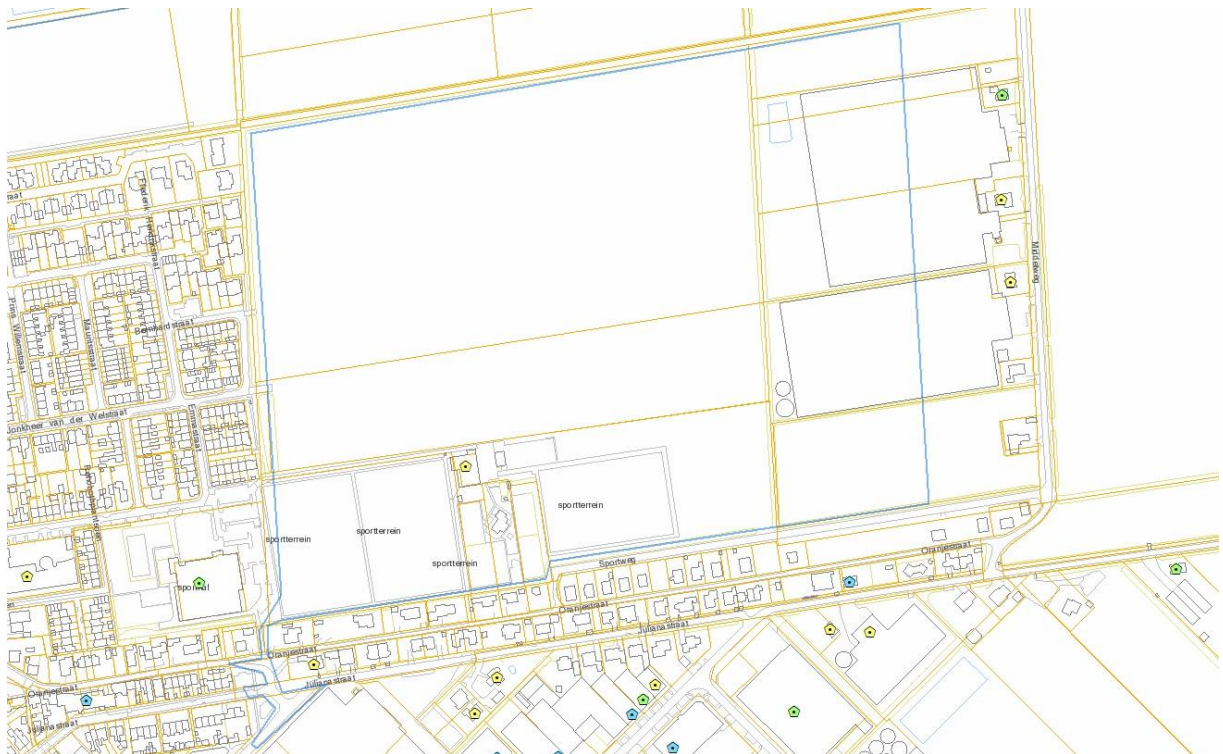 raat
Frederik Hendrikstraat
Middelweg
Bernhardstraat
Prins Willemstraat
Mauritsstraat
Jonkheer van der Welstraat
Emmastraat
sportterrein
sportterrein
sportterrein
sportterrein
Sportweg
Oranjestraat
Oranjestraat
Julianastraat
Oranjestraat
Julianastraat
Oranjestraat
Julianastraat